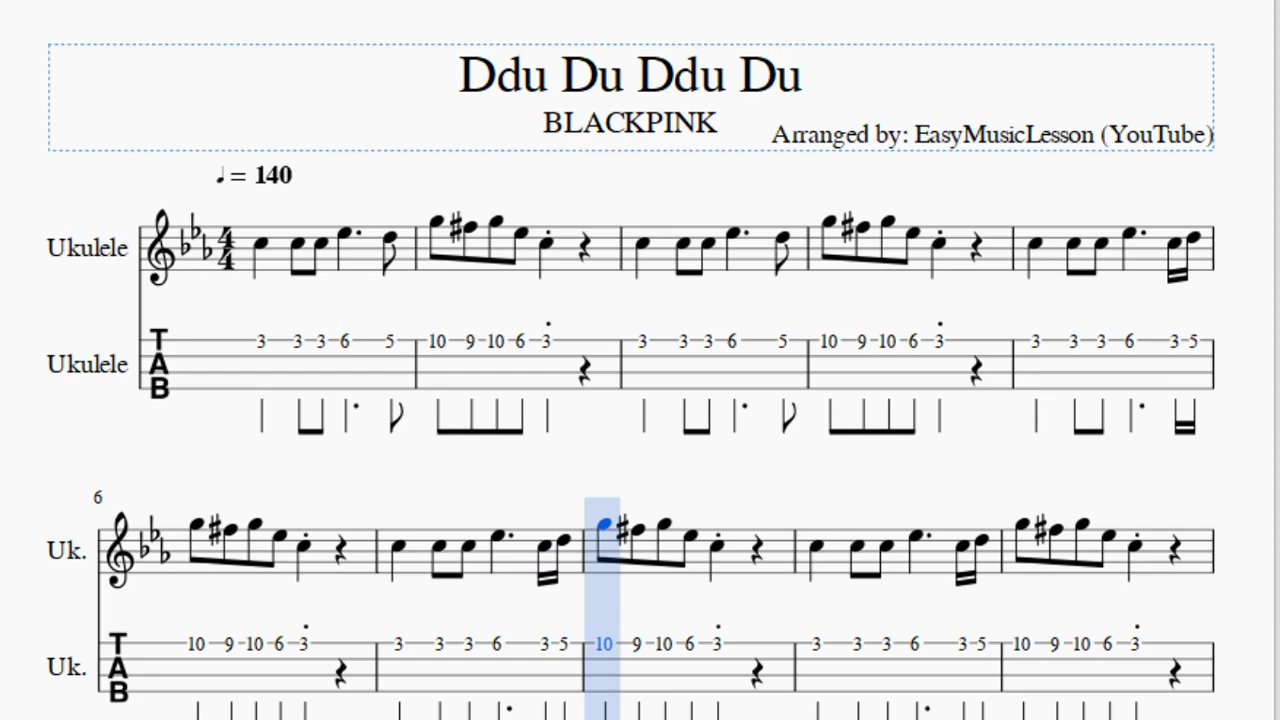 Ddu Du Ddu Du
BLACKPINK
Arranged by: EasyMusicLesson (YouTube)
♩ = 140
Ukulele
4
4
Ukulele
T
A
B
3 3 3 6 5 10 9 10 6 3 3 3 3 6 5 10 9 10 6 3 3 3 3 6 3 5
6
Uk.
Uk.
T
A
B
10 9 10 6 3 3 3 3 6 3 5 10 9 10 6 3 3 3 3 6 3 5 10 9 10 6 3